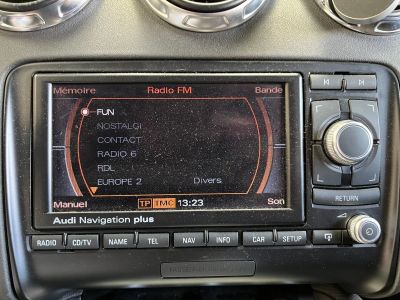 Mémoire Radio FM Bande
FUN
NOSTALGI
CONTACT
RADIO 6
RDL
EUROPE 2 Divers
Manuel TP TMC 13:23 Son
Audi Navigation plus
RETURN
RADIO CD/TV NAME TEL NAV INFO CAR SETUP